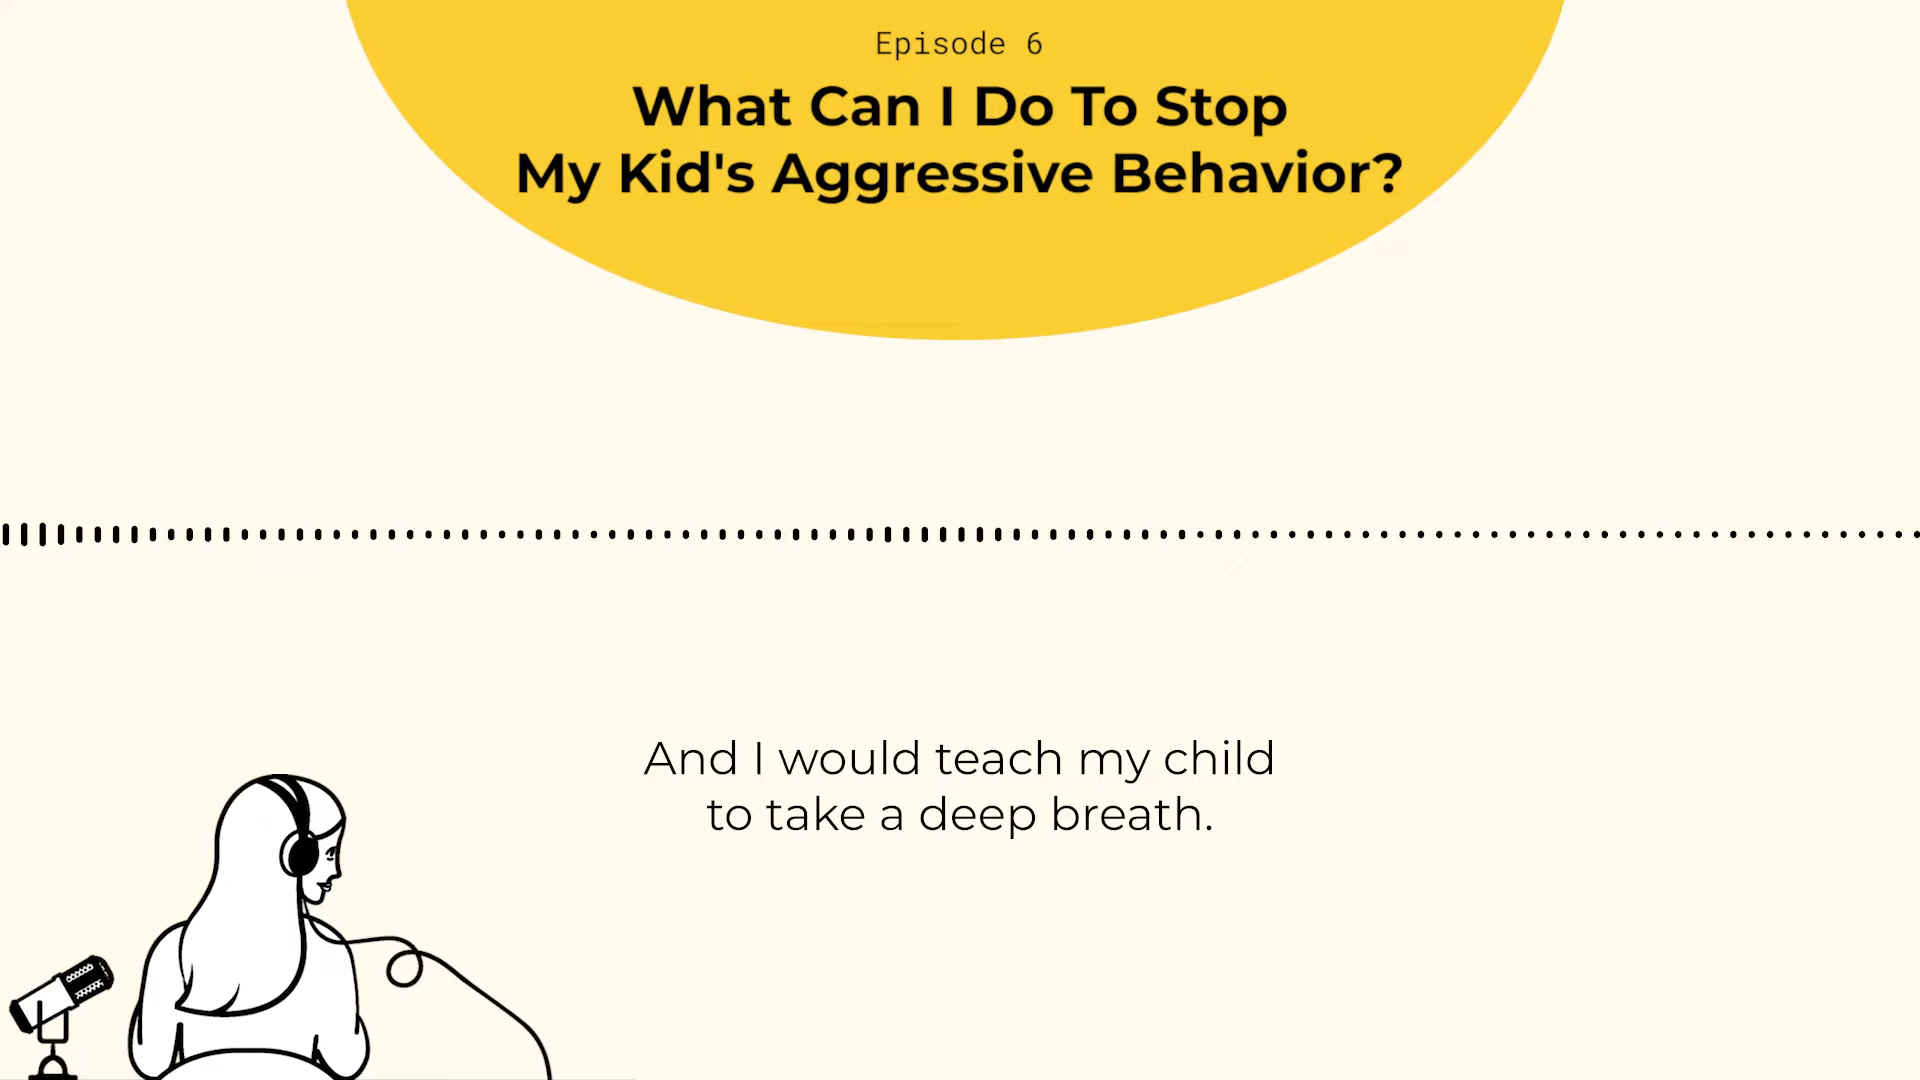 Episode 6
What Can I Do To Stop
My Kid's Aggressive Behavior?
And I would teach my child
to take a deep breath.